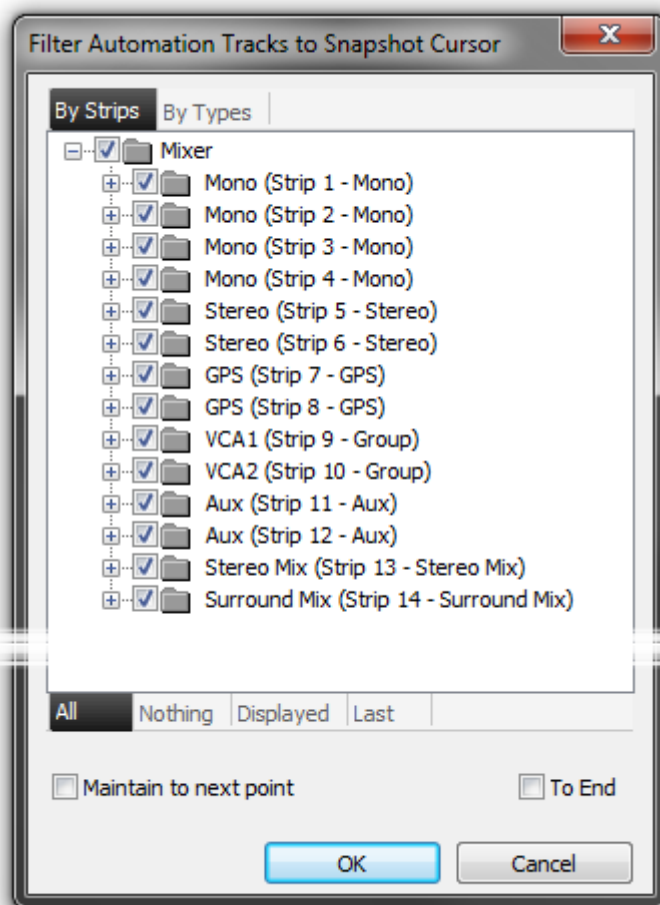 Filter Automation Tracks to Snapshot Cursor
By Strips By Types
Mixer
Mono (Strip 1 - Mono)
Mono (Strip 2 - Mono)
Mono (Strip 3 - Mono)
Mono (Strip 4 - Mono)
Stereo (Strip 5 - Stereo)
Stereo (Strip 6 - Stereo)
GPS (Strip 7 - GPS)
GPS (Strip 8 - GPS)
VCA1 (Strip 9 - Group)
VCA2 (Strip 10 - Group)
Aux (Strip 11 - Aux)
Aux (Strip 12 - Aux)
Stereo Mix (Strip 13 - Stereo Mix)
Surround Mix (Strip 14 - Surround Mix)
All Nothing Displayed Last
Maintain to next point To End
OK Cancel